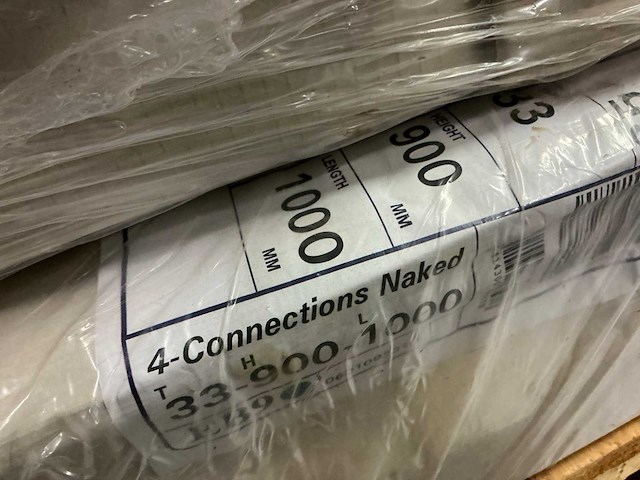 33
HEIGHT
900
MM
LENGTH
1000
MM
4-Connections Naked
T H L
33-900-1000